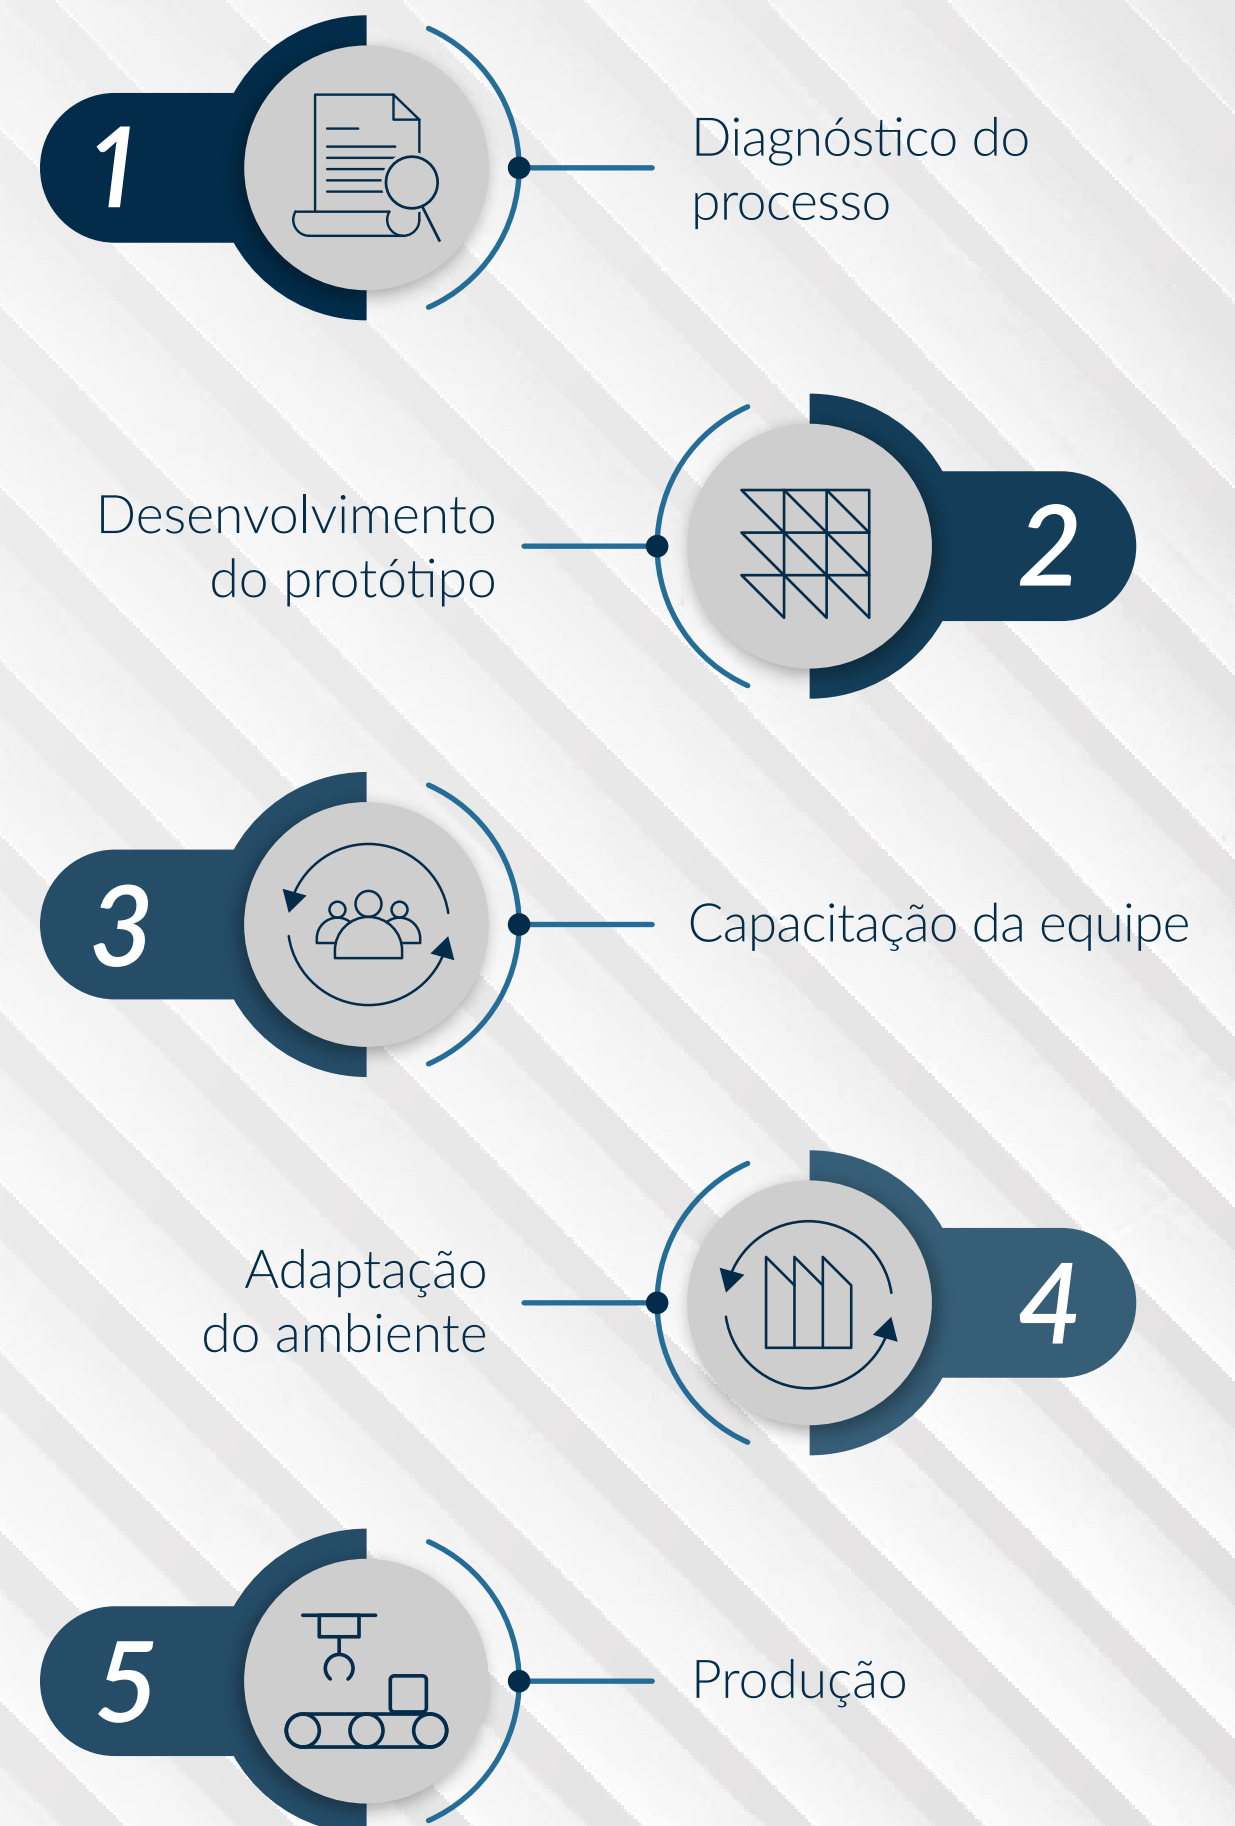 1
Diagnóstico do
processo
2
Desenvolvimento
do protótipo
3
Capacitação da equipe
4
Adaptação
do ambiente
5
Produção